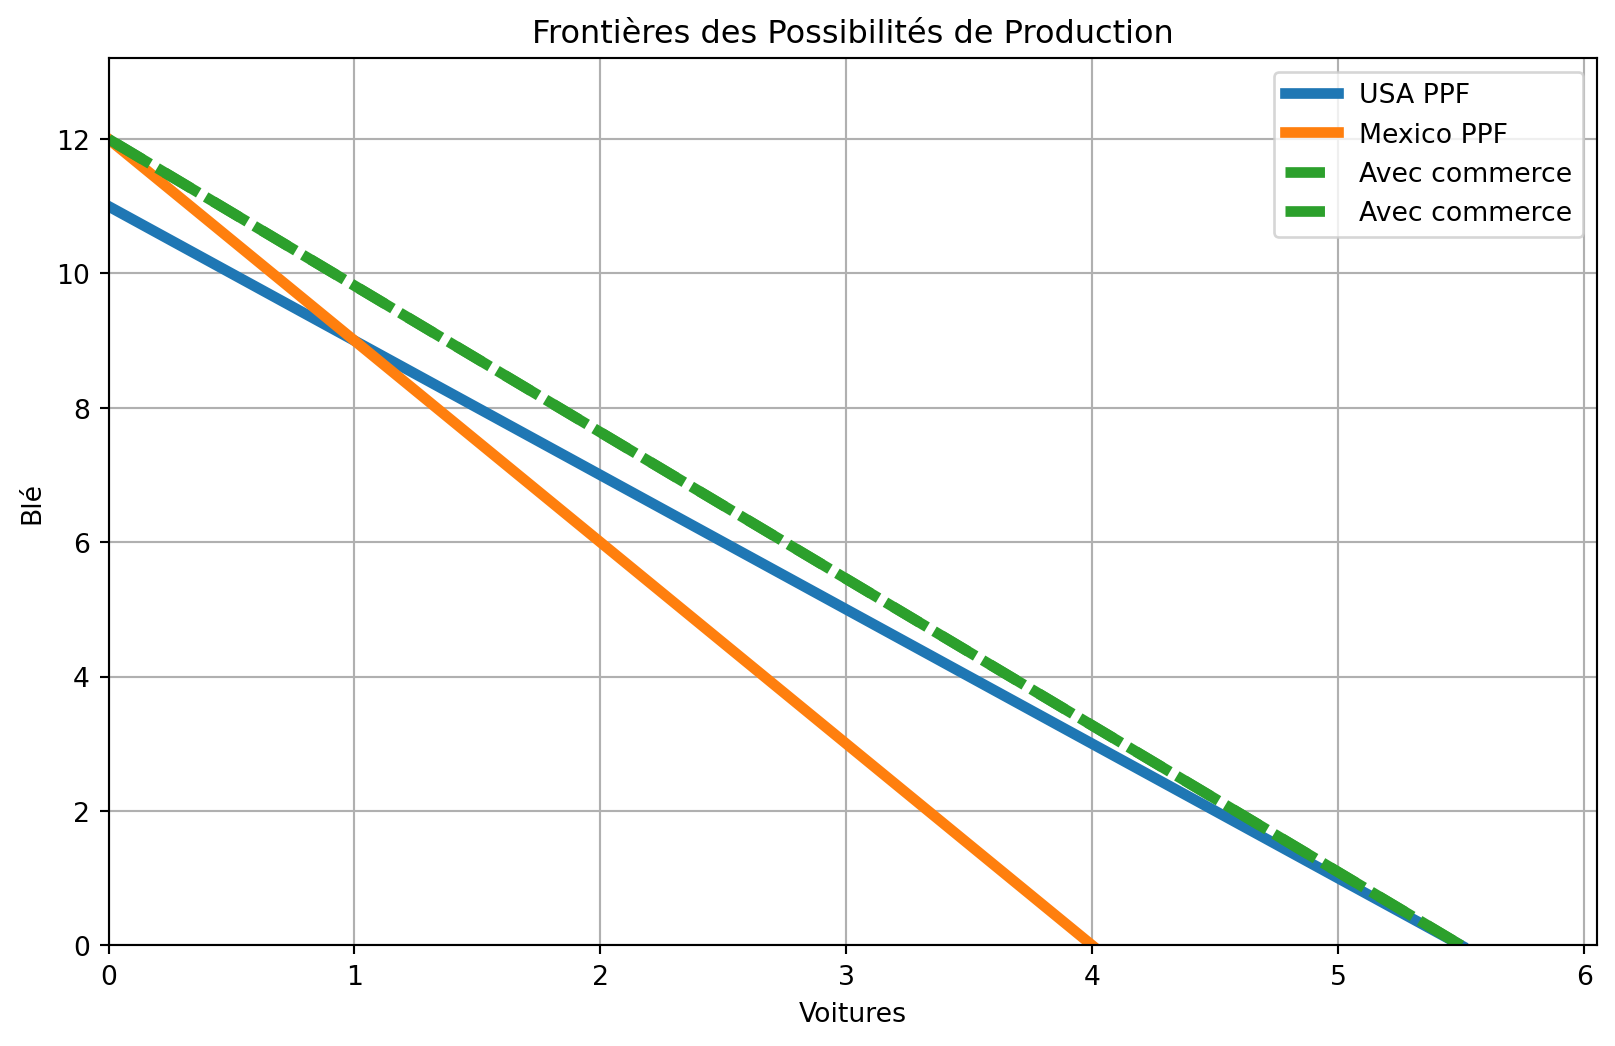 Frontières des Possibilités de Production
USA PPF
Mexico PPF
Avec commerce
Avec commerce
12
10
8
6
4
2
0
Blé
0 1 2 3 4 5 6
Voitures